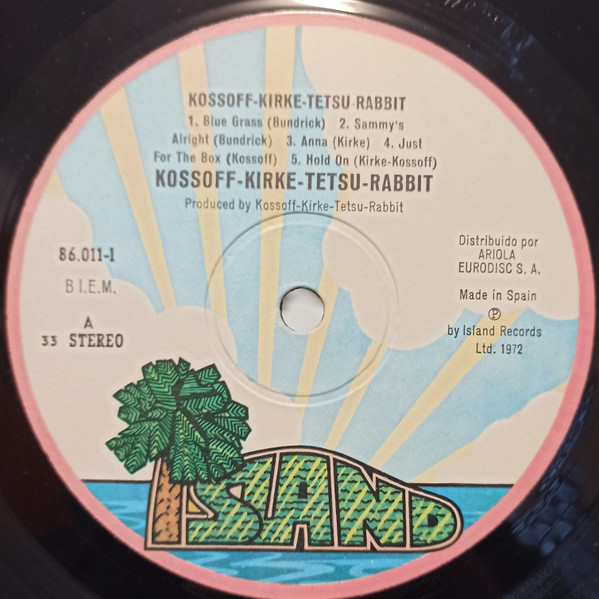 KOSSOFF-KIRKE-TETSU-RABBIT
1. Blue Grass (Bundrick) 2. Sammy's
Alright (Bundrick) 3. Anna (Kirke) 4. Just
For The Box (Kossoff) 5. Hold On (Kirke-Kossoff)
KOSSOFF-KIRKE-TETSU-RABBIT
Produced by Kossoff-Kirke-Tetsu-Rabbit
86.011-I
B I.E.M.
A
33 STEREO
Distribuido por
ARIOLA
EURODISC S. A.
Made in Spain
Ⓟ
by Island Records
Ltd. 1972
ISLAND